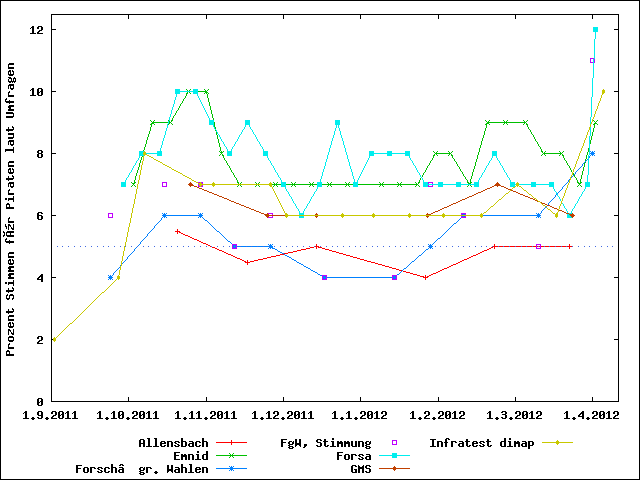 12
10
8
6
4
2
0
Prozent Stimmen fÃ¼r Piraten laut Umfragen
1.9.2011 1.10.2011 1.11.2011 1.12.2011 1.1.2012 1.2.2012 1.3.2012 1.4.2012
Allensbach FgW, Stimmung Infratest dimap
Emnid Forsa
Forschâ gr. Wahlen GMS